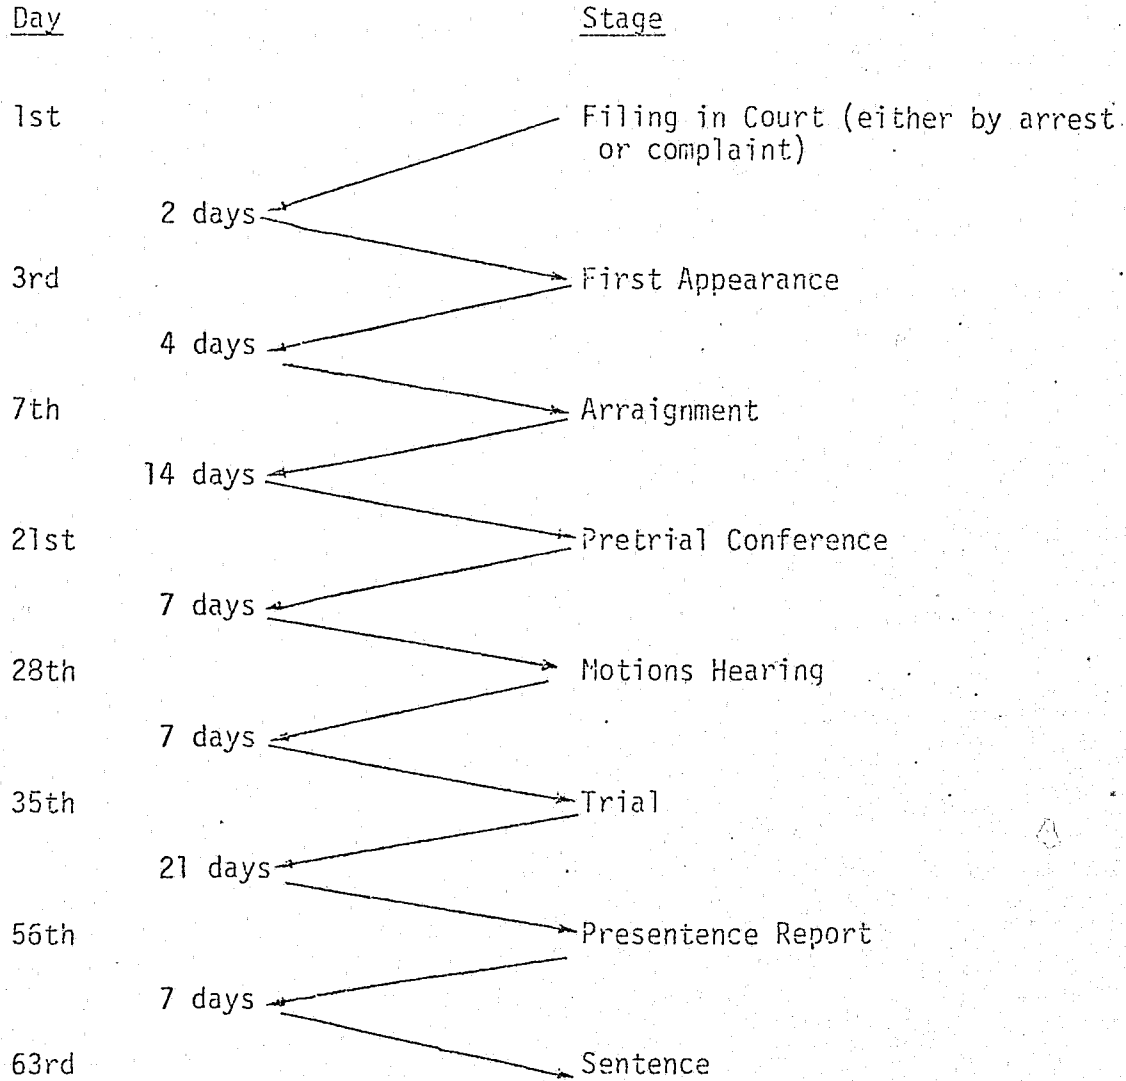 Day Stage
1st Filing in Court (either by arrest
or complaint)
2 days
3rd First Appearance
4 days
7th Arraignment
14 days
21st Pretrial Conference
7 days
28th Motions Hearing
7 days
35th Trial
21 days
56th Presentence Report
7 days
63rd Sentence